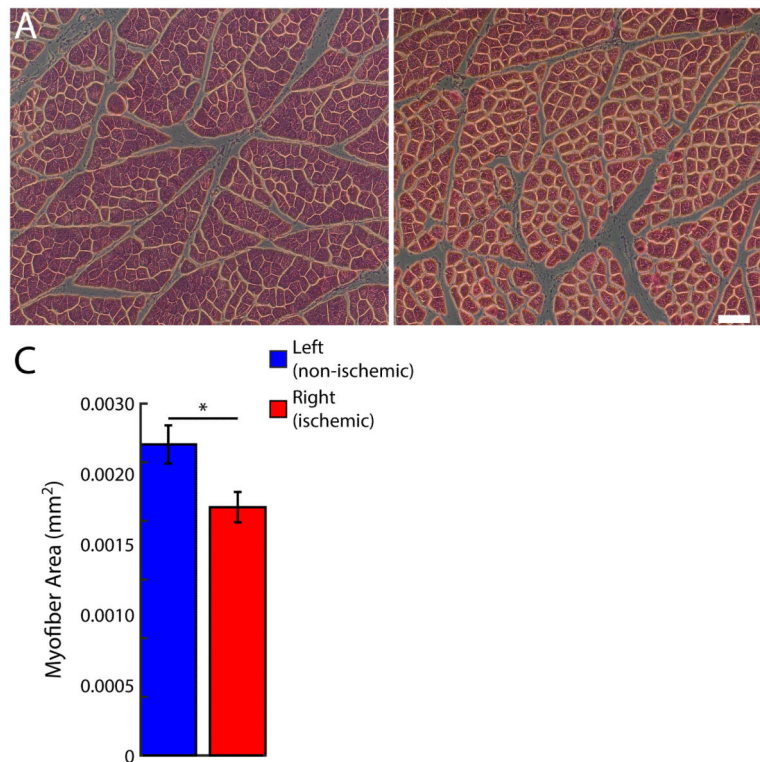 A
C
Left
(non-ischemic)
Right
(ischemic)
*
0.0030
0.0020
0.0015
0.0010
0.0005
0
Myofiber Area (mm²)